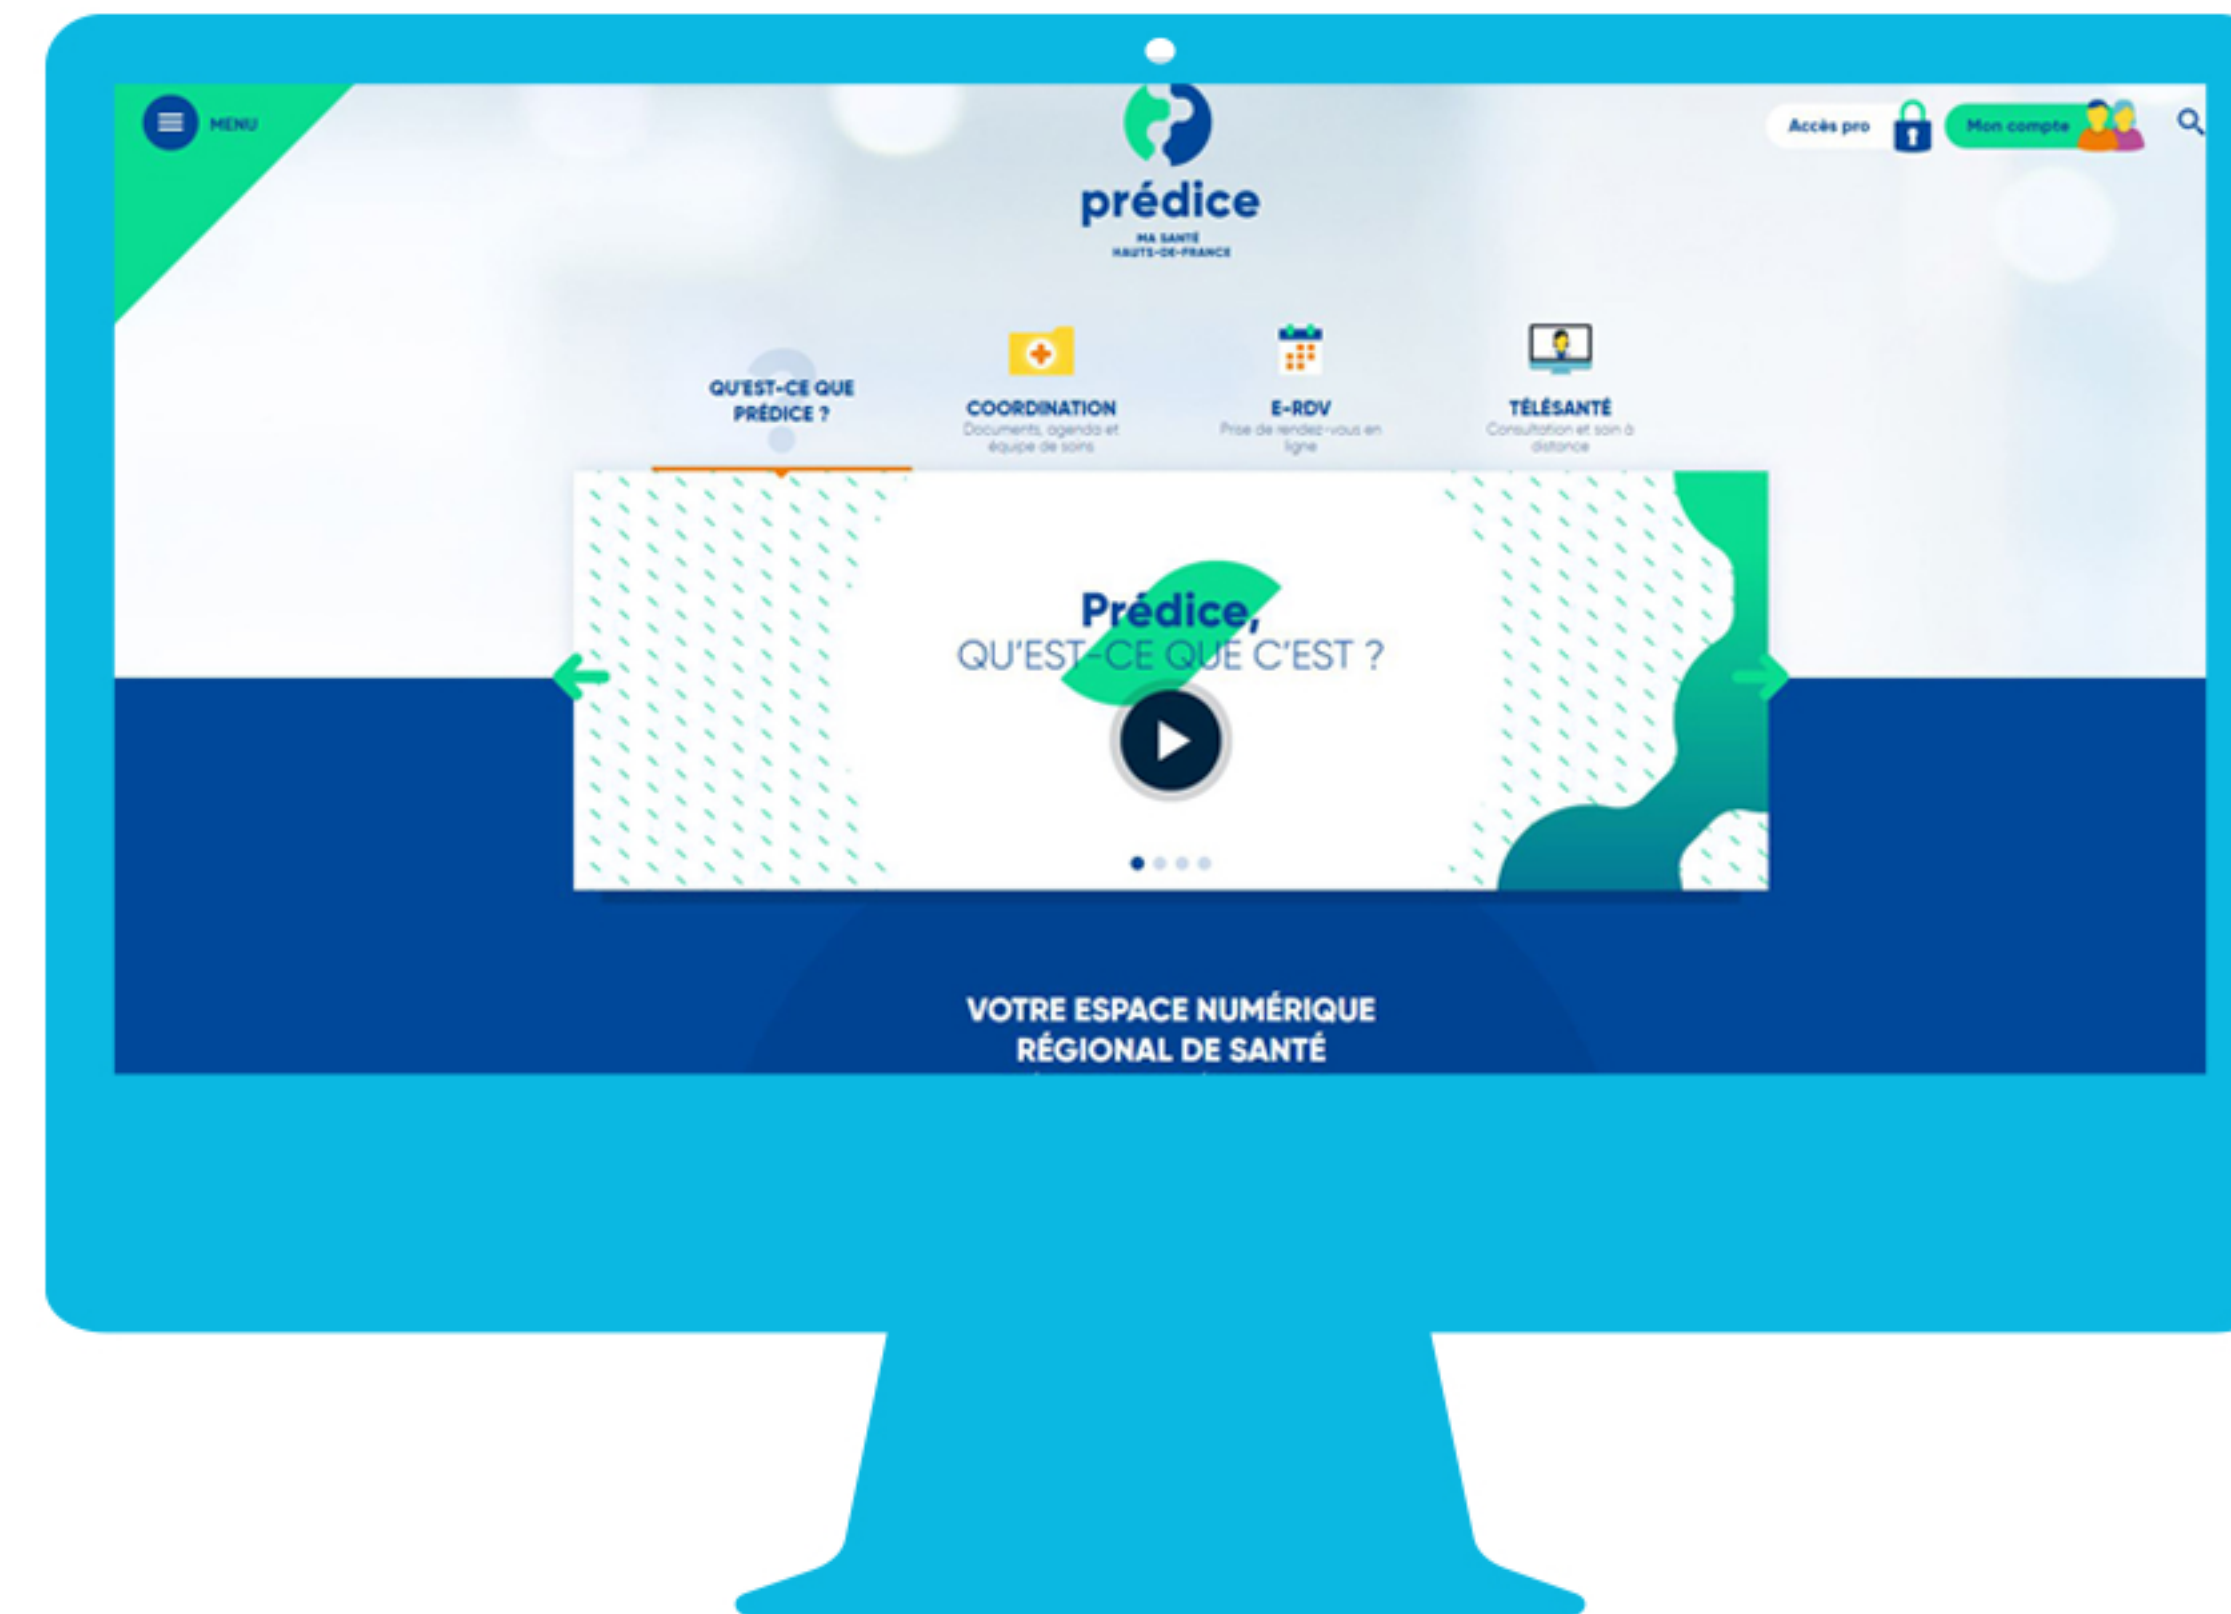 MENU
Accès pro
Mon compte
prédice
MA SANTÉ
HAUTS-DE-FRANCE
QU'EST-CE QUE
PRÉDICE ?
COORDINATION
Documents, agenda et
équipe de soins
E-RDV
Prise de rendez-vous en
ligne
TÉLÉSANTÉ
Consultation et soin à
distance
Prédice,
QU'EST-CE QUE C'EST ?
VOTRE ESPACE NUMÉRIQUE
RÉGIONAL DE SANTÉ